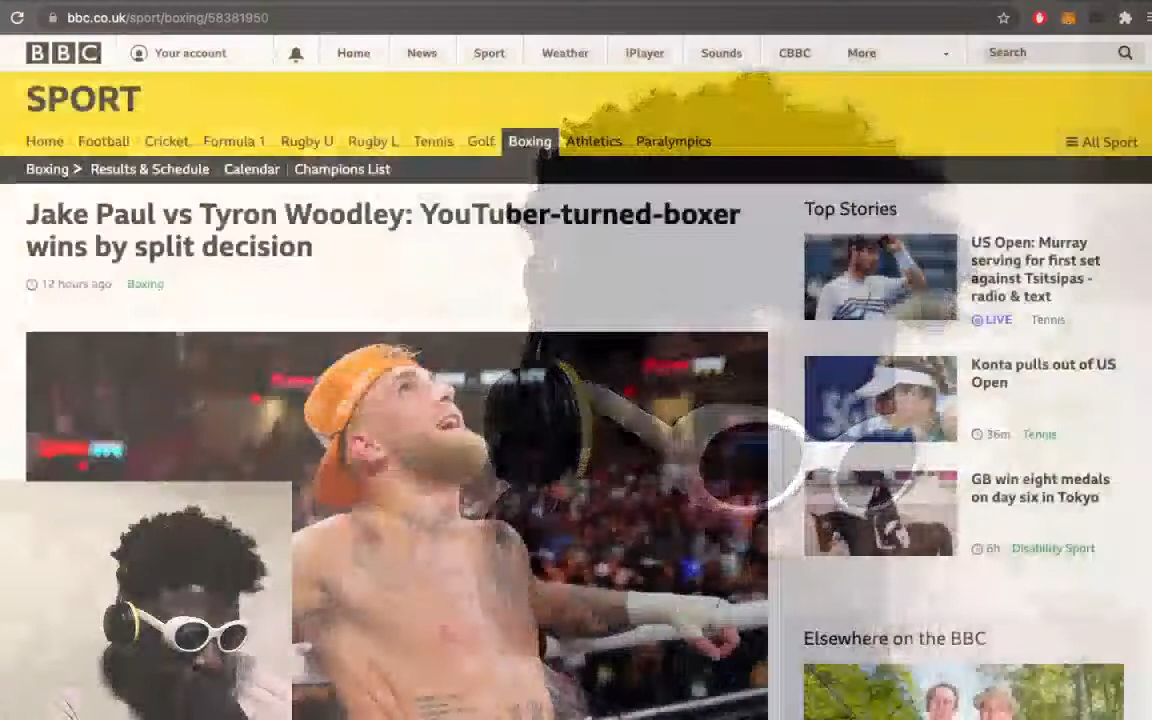 bbc.co.uk/sport/boxing/58381950
BBC
Your account
Home
News
Sport
Weather
iPlayer
Sounds
CBBC
More
Search
SPORT
Home
Football
Cricket
Formula 1
Rugby U
Rugby L
Tennis
Golf
Boxing
Athletics
Paralympics
All Sport
Boxing
Results & Schedule
Calendar
Champions List
Jake Paul vs Tyron Woodley: YouTuber-turned-boxer
wins by split decision
12 hours ago
Boxing
Top Stories
US Open: Murray
serving for first set
against Tsitsipas -
radio & text
LIVE
Tennis
Konta pulls out of US
Open
36m
Tennis
GB win eight medals
on day six in Tokyo
6h
Disability Sport
Elsewhere on the BBC